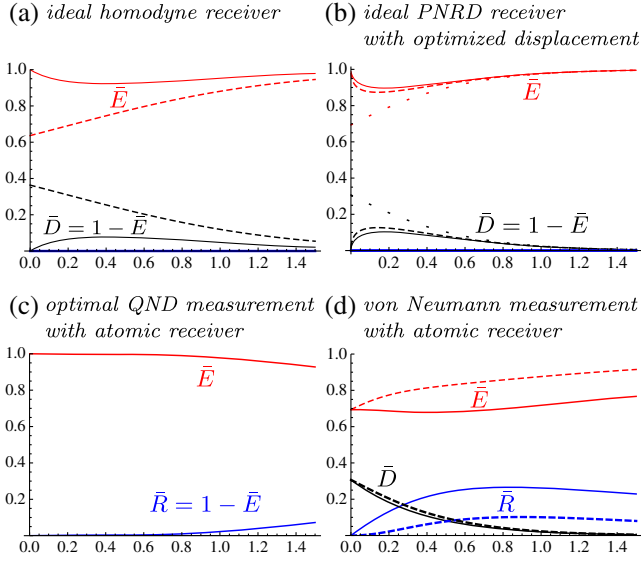 (a) ideal homodyne receiver
1.0
0.8
0.6
0.4
0.2
Ē
D̄ = 1 − Ē
0.0 0.2 0.4 0.6 0.8 1.0 1.2 1.4
(b) ideal PNRD receiver
with optimized displacement
1.0
0.8
0.6
0.4
0.2
Ē
D̄ = 1 − Ē
0.0 0.2 0.4 0.6 0.8 1.0 1.2 1.4
(c) optimal QND measurement
with atomic receiver
1.0
0.8
0.6
0.4
0.2
Ē
R̄ = 1 − Ē
0.0 0.2 0.4 0.6 0.8 1.0 1.2 1.4
(d) von Neumann measurement
with atomic receiver
1.0
0.8
0.6
0.4
0.2
Ē
D̄
R̄
0.0 0.2 0.4 0.6 0.8 1.0 1.2 1.4